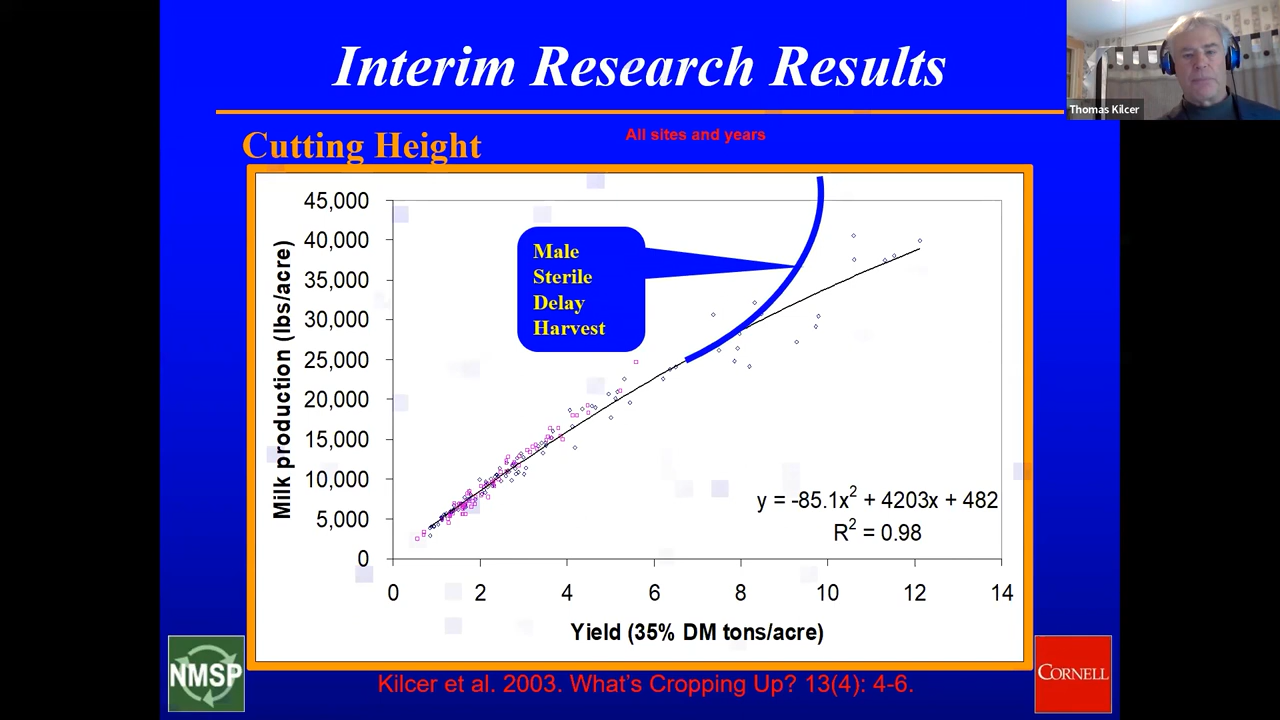 Interim Research Results
Thomas Kilcer
Cutting Height
All sites and years
Milk production (lbs/acre)
45,000
40,000
35,000
30,000
25,000
20,000
15,000
10,000
5,000
0
Male
Sterile
Delay
Harvest
y = -85.1x² + 4203x + 482
R² = 0.98
0 2 4 6 8 10 12 14
Yield (35% DM tons/acre)
NMSP
CORNELL
Kilcer et al. 2003. What's Cropping Up? 13(4): 4-6.